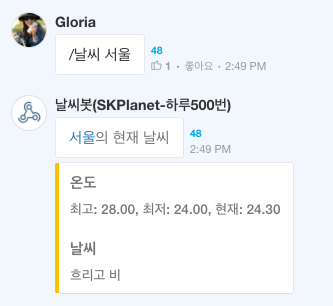 Gloria
/날씨 서울
48
1 · 좋아요 · 2:49 PM
날씨봇(SKPlanet-하루500번)
서울의 현재 날씨
48
2:49 PM
온도
최고: 28.00, 최저: 24.00, 현재: 24.30
날씨
흐리고 비